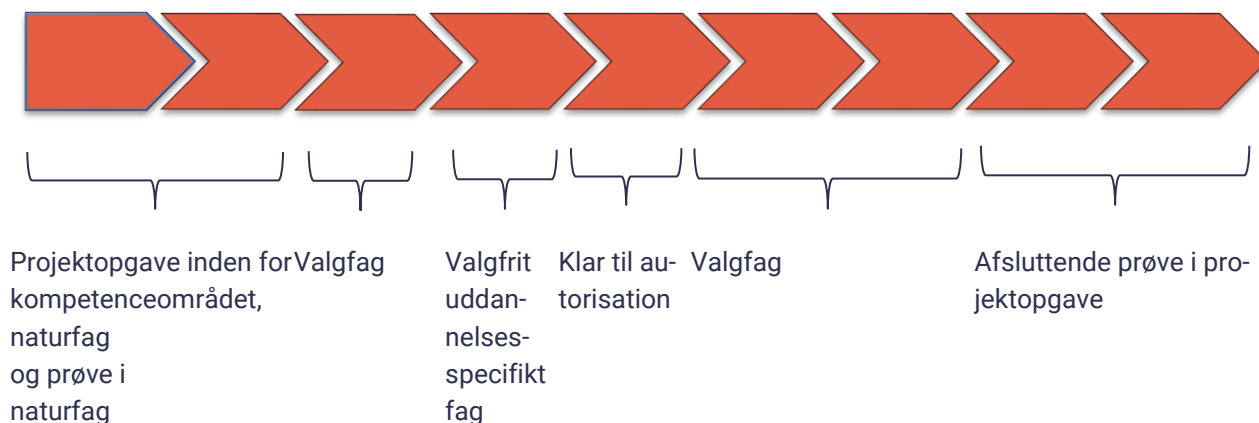 Projektopgave inden for
kompetenceområdet,
naturfag
og prøve i
naturfag
Valgfag
Valgfrit
uddan-
nelses-
specifikt
fag
Klar til au-
torisation
Valgfag
Afsluttende prøve i pro-
jektopgave